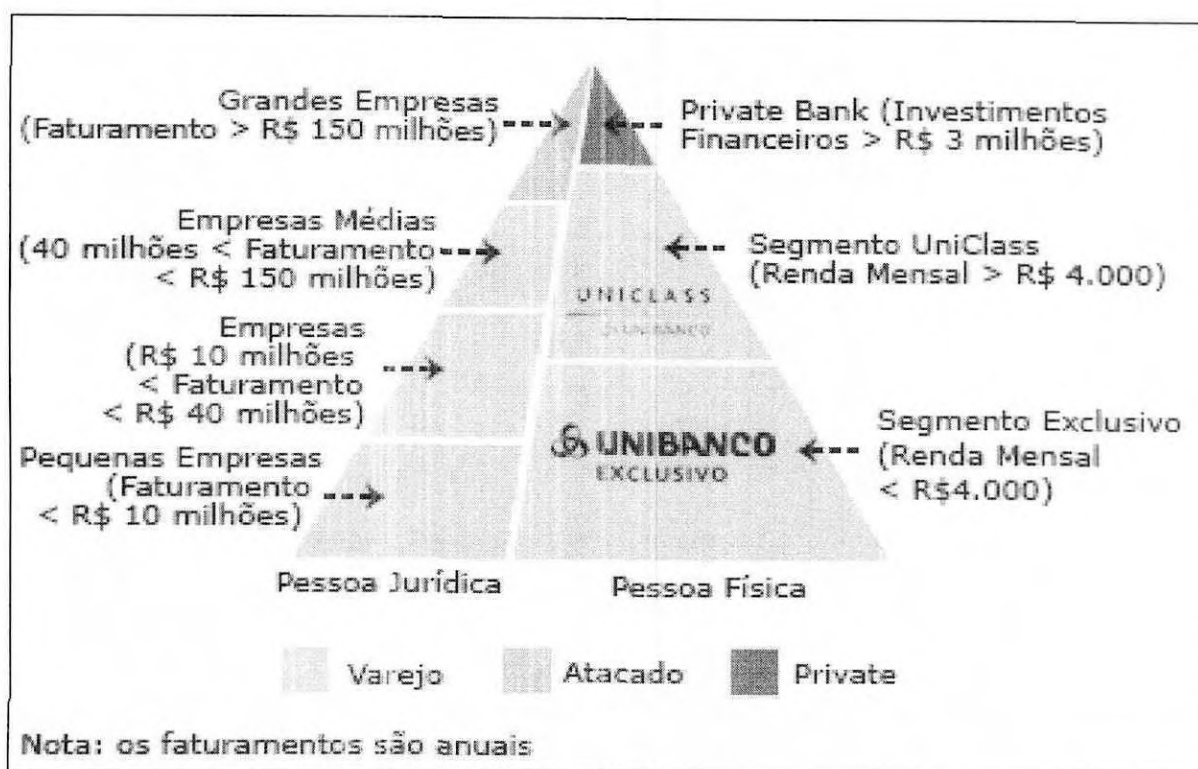 Grandes Empresas
(Faturamento > R$ 150 milhões)
Private Bank (Investimentos
Financeiros > R$ 3 milhões)
Empresas Médias
(40 milhões < Faturamento
< R$ 150 milhões)
Segmento UniClass
(Renda Mensal > R$ 4.000)
UNICLASS
UNIBANCO
Empresas
(R$ 10 milhões
< Faturamento
< R$ 40 milhões)
UNIBANCO
EXCLUSIVO
Segmento Exclusivo
(Renda Mensal
< R$4.000)
Pequenas Empresas
(Faturamento
< R$ 10 milhões)
Pessoa Jurídica
Pessoa Física
Varejo
Atacado
Private
Nota: os faturamentos são anuais